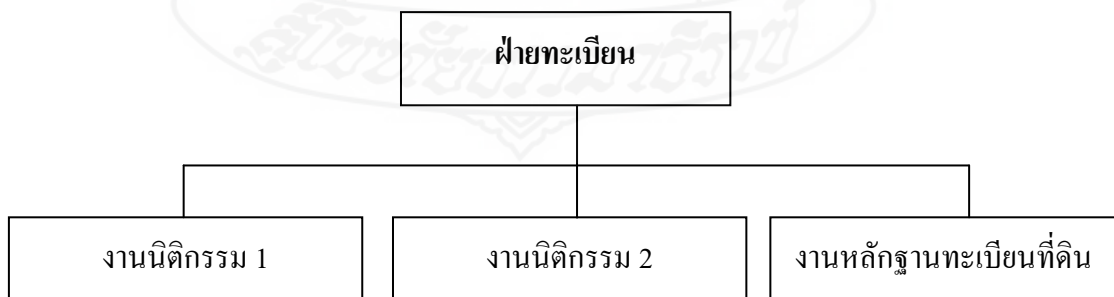 ฝ่ายทะเบียน
งานนิติกรรม 1
งานนิติกรรม 2
งานหลักฐานทะเบียนที่ดิน